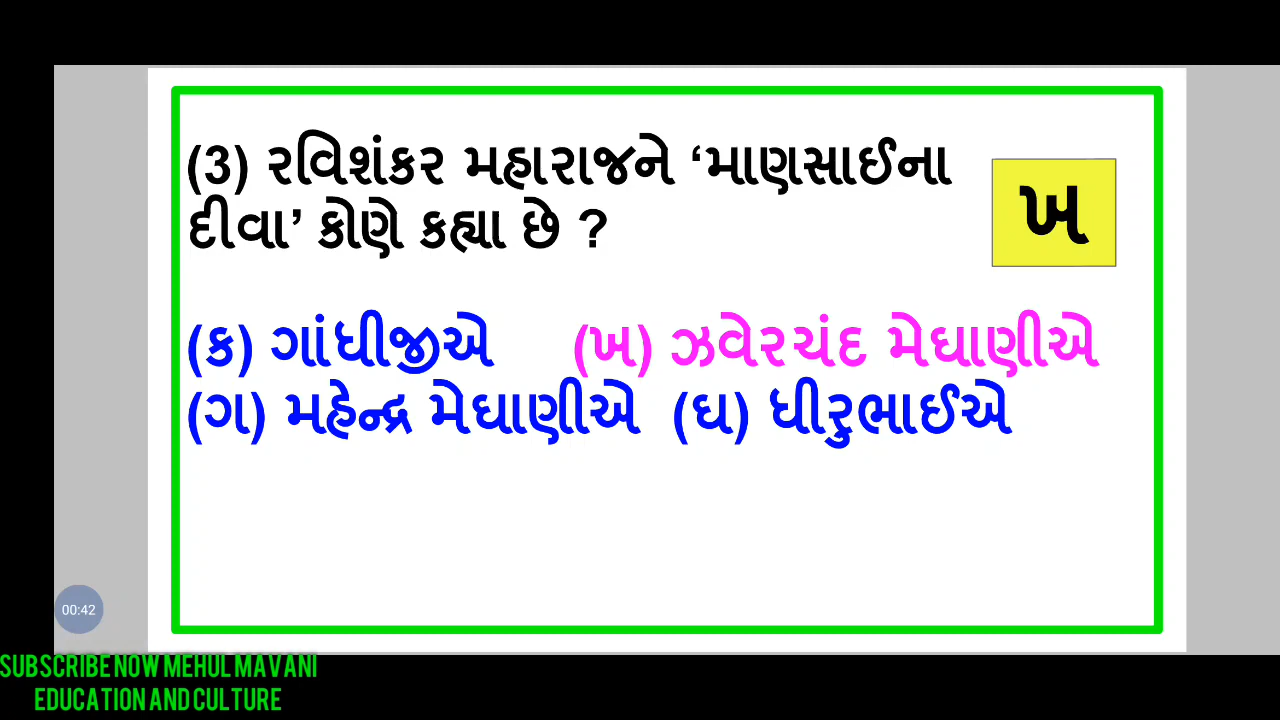 (3) રવિશંકર મહારાજને ‘માણસાઈના
દીવા’ કોણે કહ્યા છે ?
ખ
(ક) ગાંધીજીએ (ખ) ઝવેરચંદ મેઘાણીએ
(ગ) મહેન્દ્ર મેઘાણીએ (ઘ) ધીરુભાઈએ
00:42
SUBSCRIBE NOW MEHUL MAVANI
EDUCATION AND CULTURE